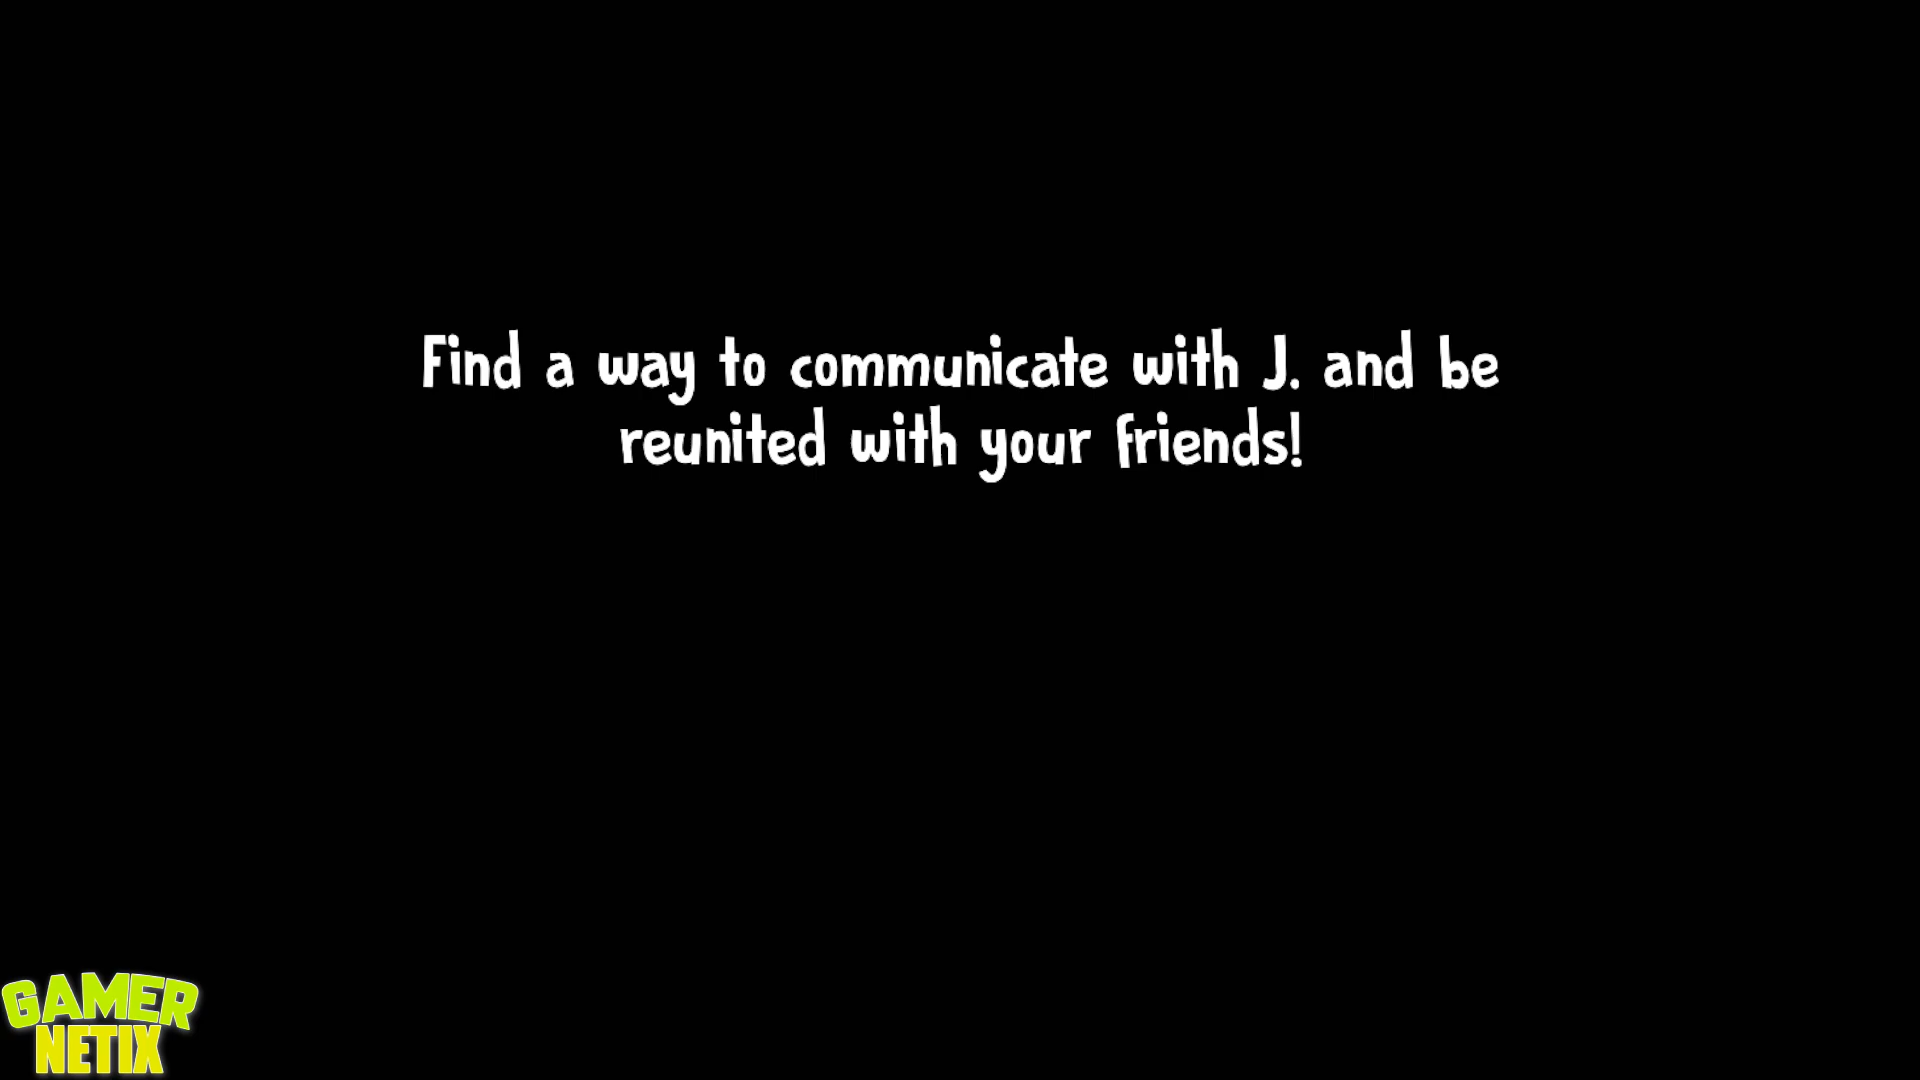 Find a way to communicate with J. and be
reunited with your friends!
GAMER
NETIX